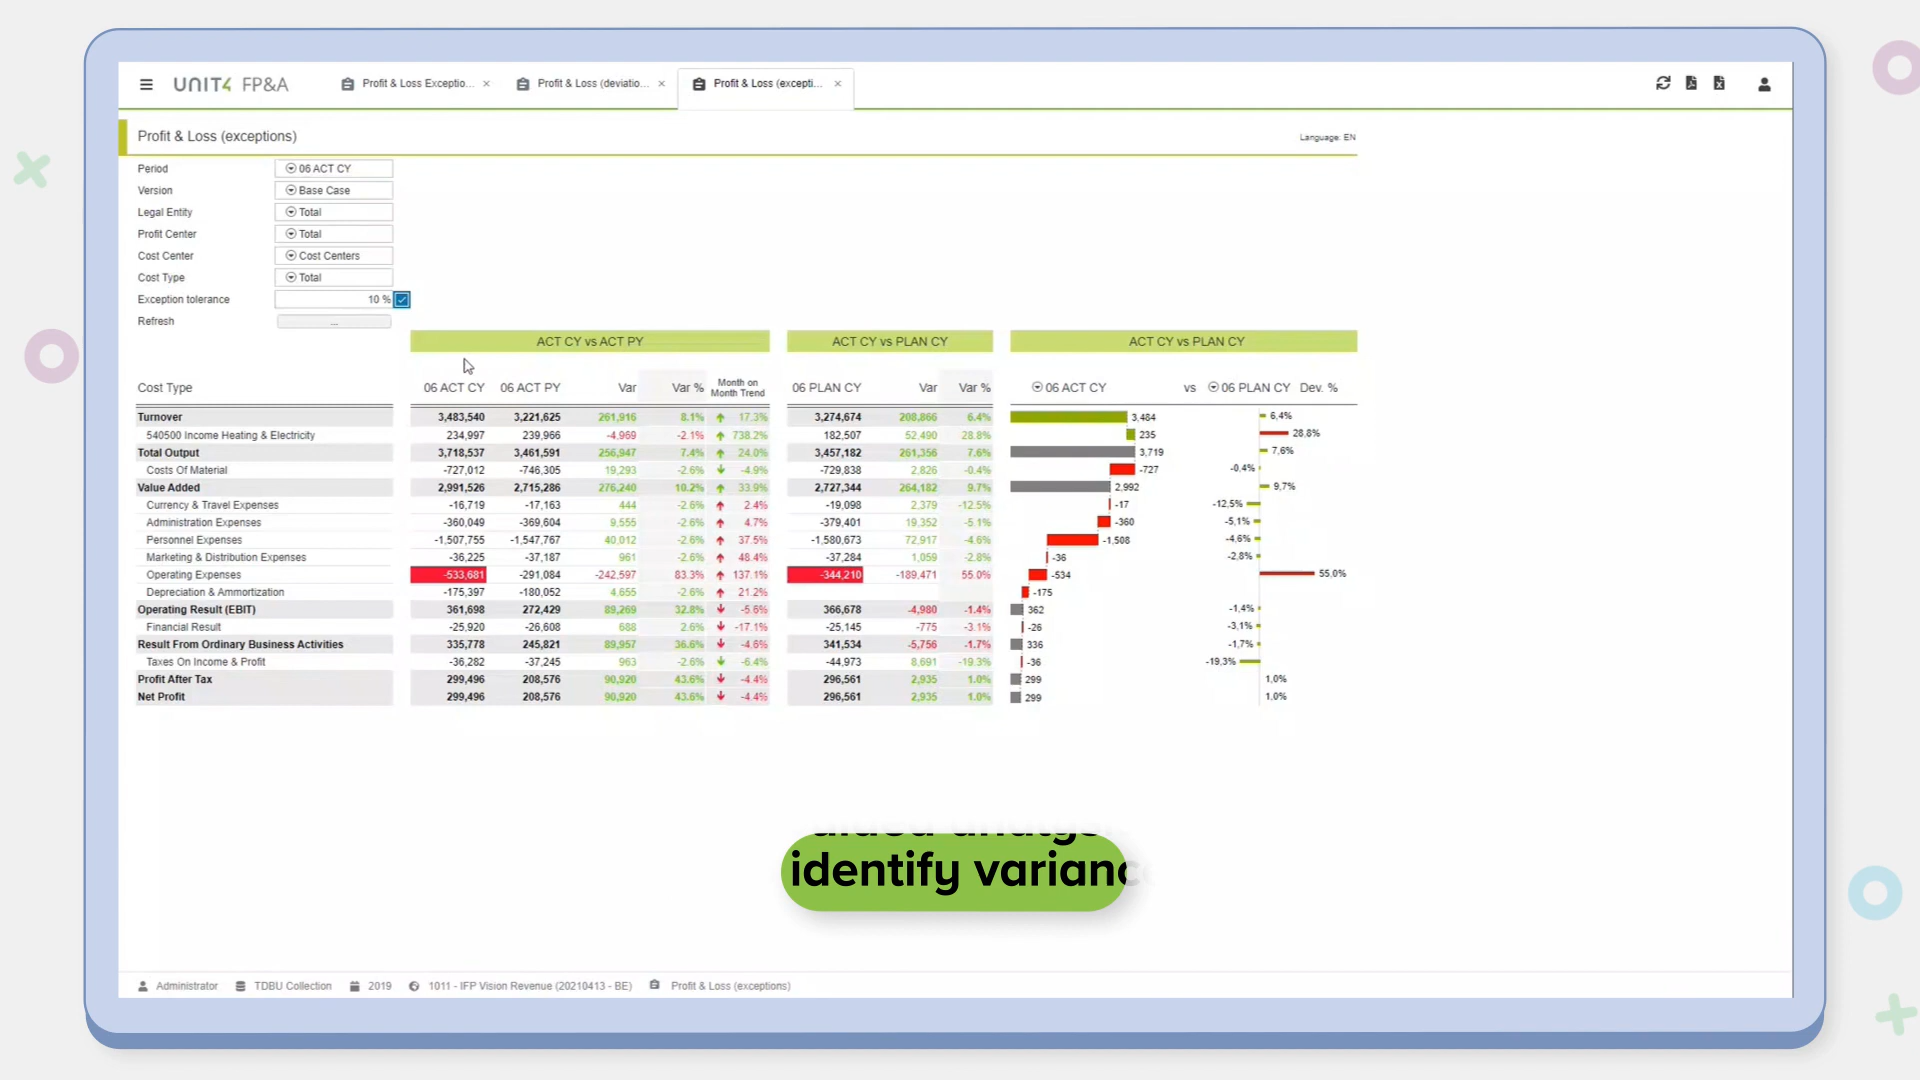 UNIT4 FP&A
Profit & Loss Exceptio...
Profit & Loss (deviatio...
Profit & Loss (excepti...
Profit & Loss (exceptions)
Language: EN
Period 06 ACT CY
Version Base Case
Legal Entity Total
Profit Center Total
Cost Center Cost Centers
Cost Type Total
Exception tolerance 10 %
Refresh ...
ACT CY vs ACT PY ACT CY vs PLAN CY ACT CY vs PLAN CY
Cost Type 06 ACT CY 06 ACT PY Var Var % Month on Month Trend 06 PLAN CY Var Var % 06 ACT CY vs 06 PLAN CY Dev. %
Turnover 3,483,540 3,221,625 261,916 8.1% 17.3% 3,274,674 208,866 6.4% 3,484 6,4%
540500 Income Heating & Electricity 234,997 239,966 -4,969 -2.1% 738.2% 182,507 52,490 28.8% 235 28,8%
Total Output 3,718,537 3,461,591 256,947 7.4% 24.0% 3,457,182 261,356 7.6% 3,719 7,6%
Costs Of Material -727,012 -746,305 19,293 -2.6% -4.9% -729,838 2,826 -0.4% -727 -0,4%
Value Added 2,991,526 2,715,286 276,240 10.2% 33.9% 2,727,344 264,182 9.7% 2,992 9,7%
Currency & Travel Expenses -16,719 -17,163 444 -2.6% 2.4% -19,098 2,379 -12.5% -17 -12,5%
Administration Expenses -360,049 -369,604 9,555 -2.6% 4.7% -379,401 19,352 -5.1% -360 -5,1%
Personnel Expenses -1,507,755 -1,547,767 40,012 -2.6% 37.5% -1,580,673 72,917 -4.6% -1,508 -4,6%
Marketing & Distribution Expenses -36,225 -37,187 961 -2.6% 48.4% -37,284 1,059 -2.8% -36 -2,8%
Operating Expenses -533,681 -291,084 -242,597 83.3% 137.1% -344,210 -189,471 55.0% -534 55,0%
Depreciation & Ammortization -175,397 -180,052 4,655 -2.6% 21.2% -175
Operating Result (EBIT) 361,698 272,429 89,269 32.8% -5.6% 366,678 -4,980 -1.4% 362 -1,4%
Financial Result -25,920 -26,608 688 2.6% -17.1% -25,145 -775 -3.1% -26 -3,1%
Result From Ordinary Business Activities 335,778 245,821 89,957 36.6% -4.6% 341,534 -5,756 -1.7% 336 -1,7%
Taxes On Income & Profit -36,282 -37,245 963 -2.6% -6.4% -44,973 8,691 -19.3% -36 -19,3%
Profit After Tax 299,496 208,576 90,920 43.6% -4.4% 296,561 2,935 1.0% 299 1,0%
Net Profit 299,496 208,576 90,920 43.6% -4.4% 296,561 2,935 1.0% 299 1,0%
identify varianc
Administrator TDBU Collection 2019 1011 - IFP Vision Revenue (20210413 - BE) Profit & Loss (exceptions)